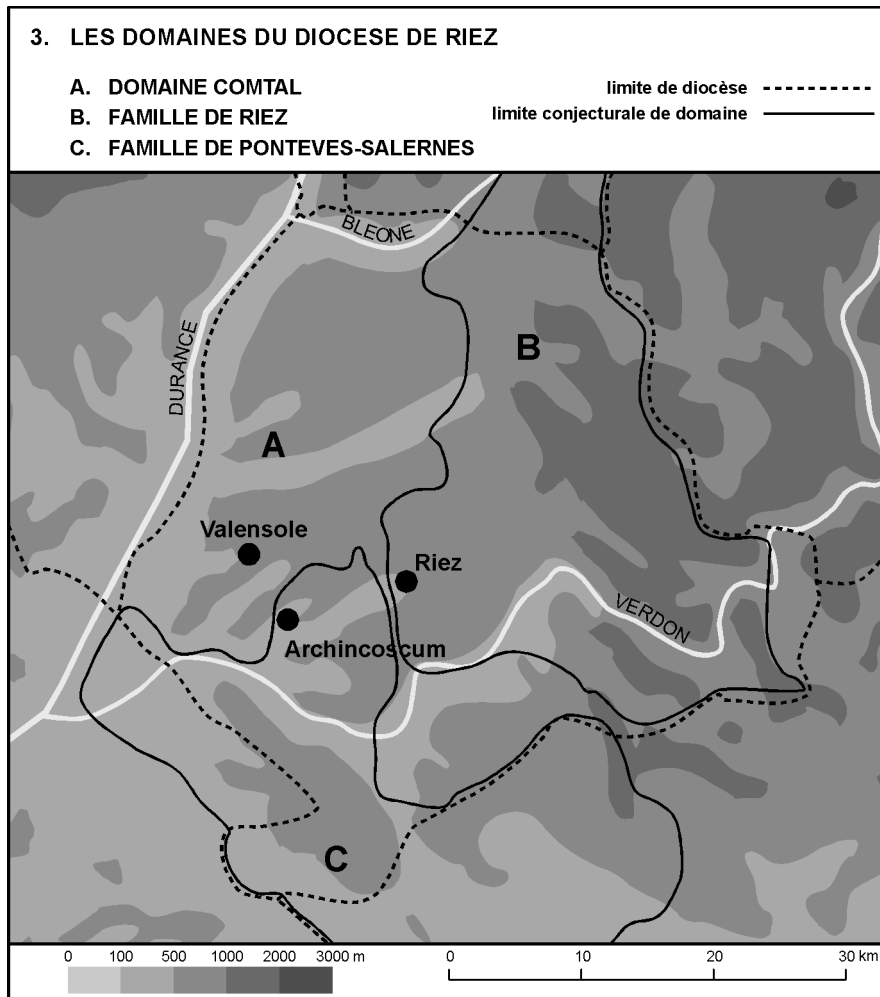 3. LES DOMAINES DU DIOCESE DE RIEZ
A. DOMAINE COMTAL
B. FAMILLE DE RIEZ
C. FAMILLE DE PONTEVES-SALERNES
limite de diocèse
limite conjecturale de domaine
BLEONE
DURANCE
B
A
Valensole
Riez
VERDON
Archincoscum
C
0 100 500 1000 2000 3000 m
0 10 20 30 km